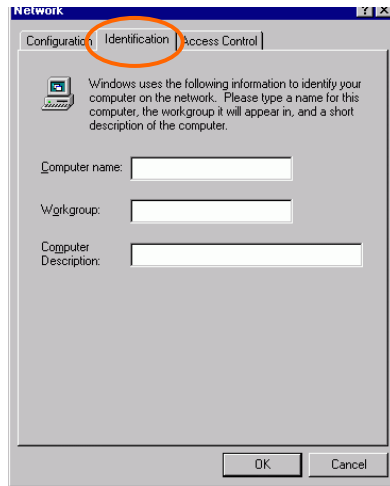 Network
Configuration Identification Access Control
Windows uses the following information to identify your
computer on the network. Please type a name for this
computer, the workgroup it will appear in, and a short
description of the computer.
Computer name:
Workgroup:
Computer
Description:
OK Cancel